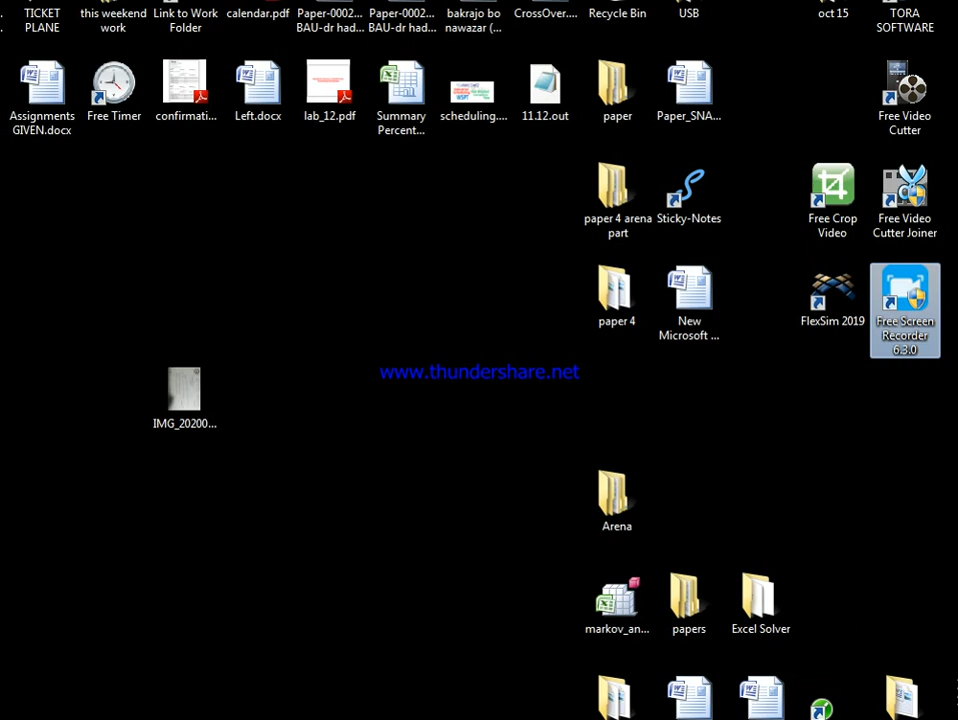 TICKET PLANE
this weekend work
Link to Work Folder
calendar.pdf
Paper-0002... BAU-dr had...
Paper-0002... BAU-dr had...
bakrajo bo nawazar (...
CrossOver....
Recycle Bin
USB
oct 15
TORA SOFTWARE
Assignments GIVEN.docx
Free Timer
confirmati...
Left.docx
lab_12.pdf
Summary Percent...
scheduling....
11.12.out
paper
Paper_SNA...
Free Video Cutter
paper 4 arena part
Sticky-Notes
Free Crop Video
Free Video Cutter Joiner
paper 4
New Microsoft ...
FlexSim 2019
Free Screen Recorder 6.3.0
www.thundershare.net
IMG_20200...
Arena
markov_an...
papers
Excel Solver